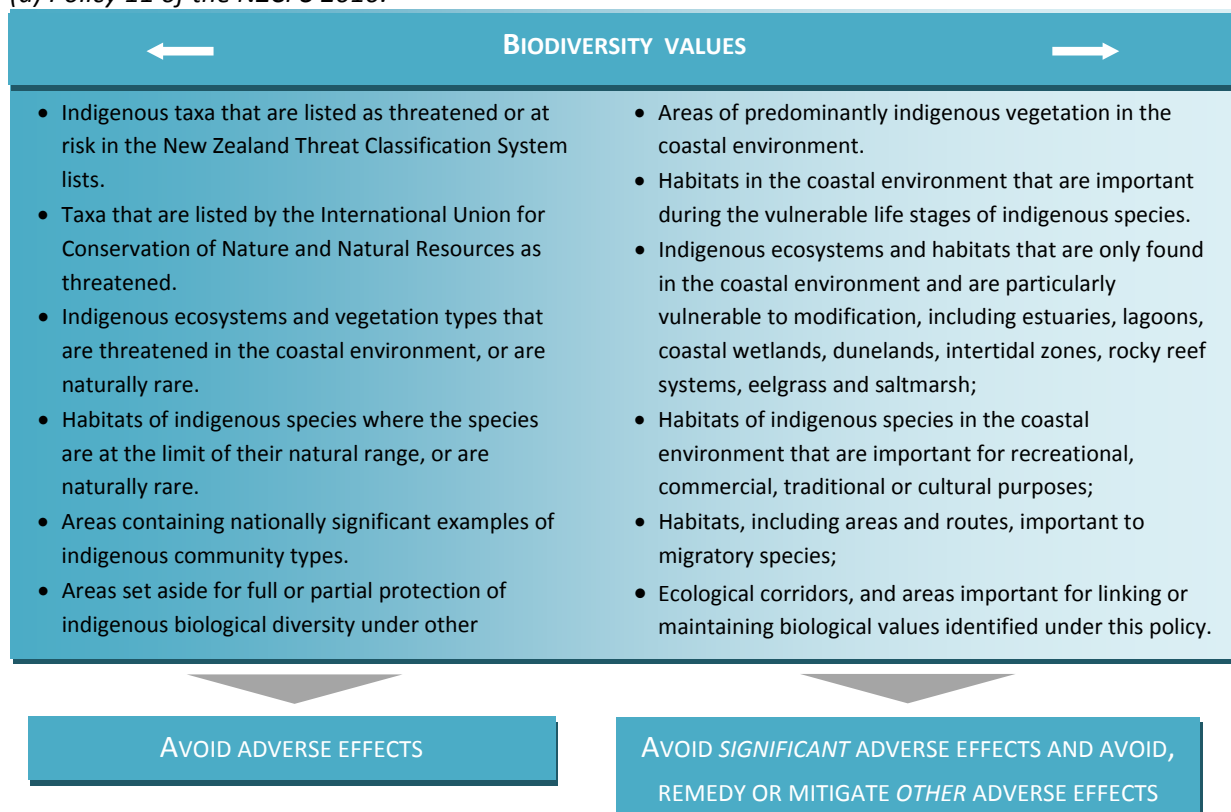 (a) Policy 11 of the NZCPS 2010.
BIODIVERSITY VALUES
• Indigenous taxa that are listed as threatened or at
risk in the New Zealand Threat Classification System
lists.
• Taxa that are listed by the International Union for
Conservation of Nature and Natural Resources as
threatened.
• Indigenous ecosystems and vegetation types that
are threatened in the coastal environment, or are
naturally rare.
• Habitats of indigenous species where the species
are at the limit of their natural range, or are
naturally rare.
• Areas containing nationally significant examples of
indigenous community types.
• Areas set aside for full or partial protection of
indigenous biological diversity under other
• Areas of predominantly indigenous vegetation in the
coastal environment.
• Habitats in the coastal environment that are important
during the vulnerable life stages of indigenous species.
• Indigenous ecosystems and habitats that are only found
in the coastal environment and are particularly
vulnerable to modification, including estuaries, lagoons,
coastal wetlands, dunelands, intertidal zones, rocky reef
systems, eelgrass and saltmarsh;
• Habitats of indigenous species in the coastal
environment that are important for recreational,
commercial, traditional or cultural purposes;
• Habitats, including areas and routes, important to
migratory species;
• Ecological corridors, and areas important for linking or
maintaining biological values identified under this policy.
AVOID ADVERSE EFFECTS
AVOID SIGNIFICANT ADVERSE EFFECTS AND AVOID,
REMEDY OR MITIGATE OTHER ADVERSE EFFECTS